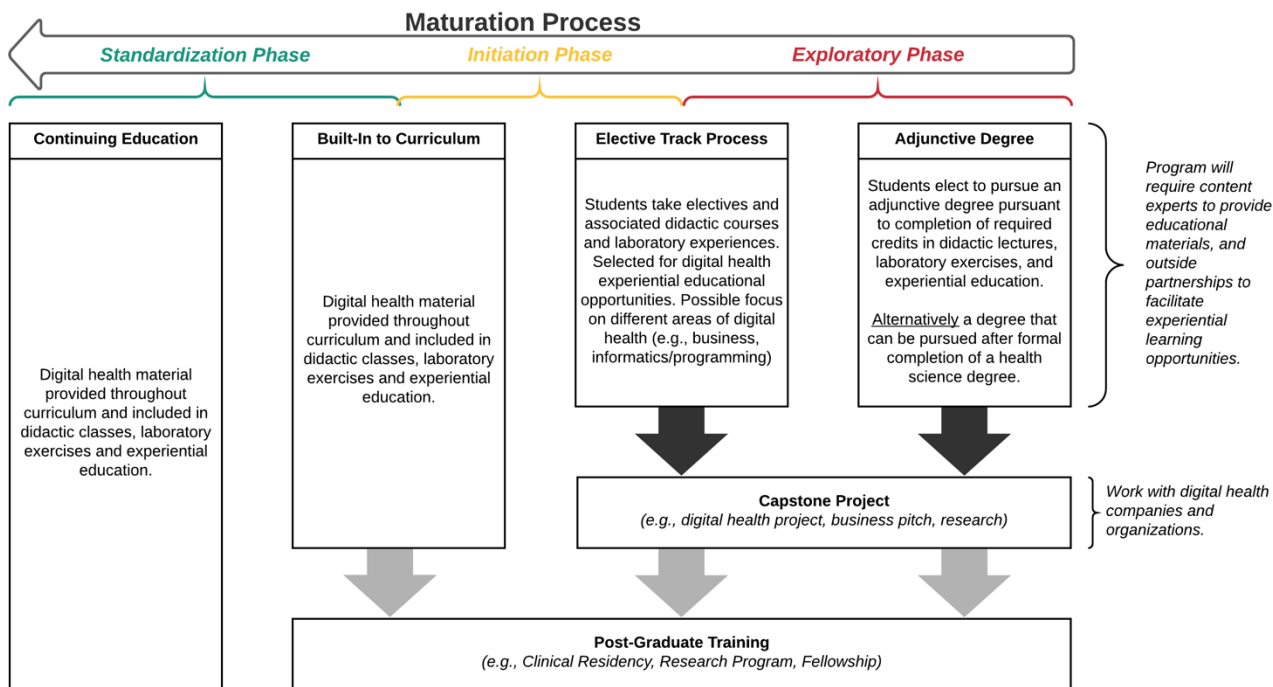 Maturation Process
Standardization Phase
Initiation Phase
Exploratory Phase
Continuing Education
Digital health material
provided throughout
curriculum and included in
didactic classes, laboratory
exercises and experiential
education.
Built-In to Curriculum
Digital health material
provided throughout
curriculum and included in
didactic classes, laboratory
exercises and experiential
education.
Elective Track Process
Students take electives and
associated didactic courses
and laboratory experiences.
Selected for digital health
experiential educational
opportunities. Possible focus
on different areas of digital
health (e.g., business,
informatics/programming)
Adjunctive Degree
Students elect to pursue an
adjunctive degree pursuant
to completion of required
credits in didactic lectures,
laboratory exercises, and
experiential education.
Alternatively a degree that
can be pursued after formal
completion of a health
science degree.
Program will
require content
experts to provide
educational
materials, and
outside
partnerships to
facilitate
experiential
learning
opportunities.
Capstone Project
(e.g., digital health project, business pitch, research)
Work with digital health
companies and
organizations.
Post-Graduate Training
(e.g., Clinical Residency, Research Program, Fellowship)